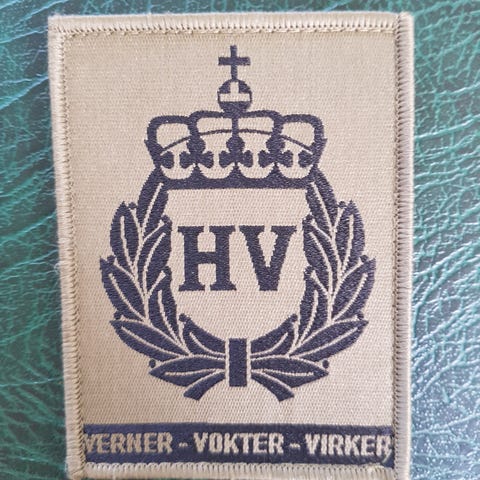 HV
VERNER - VOKTER - VIRKER